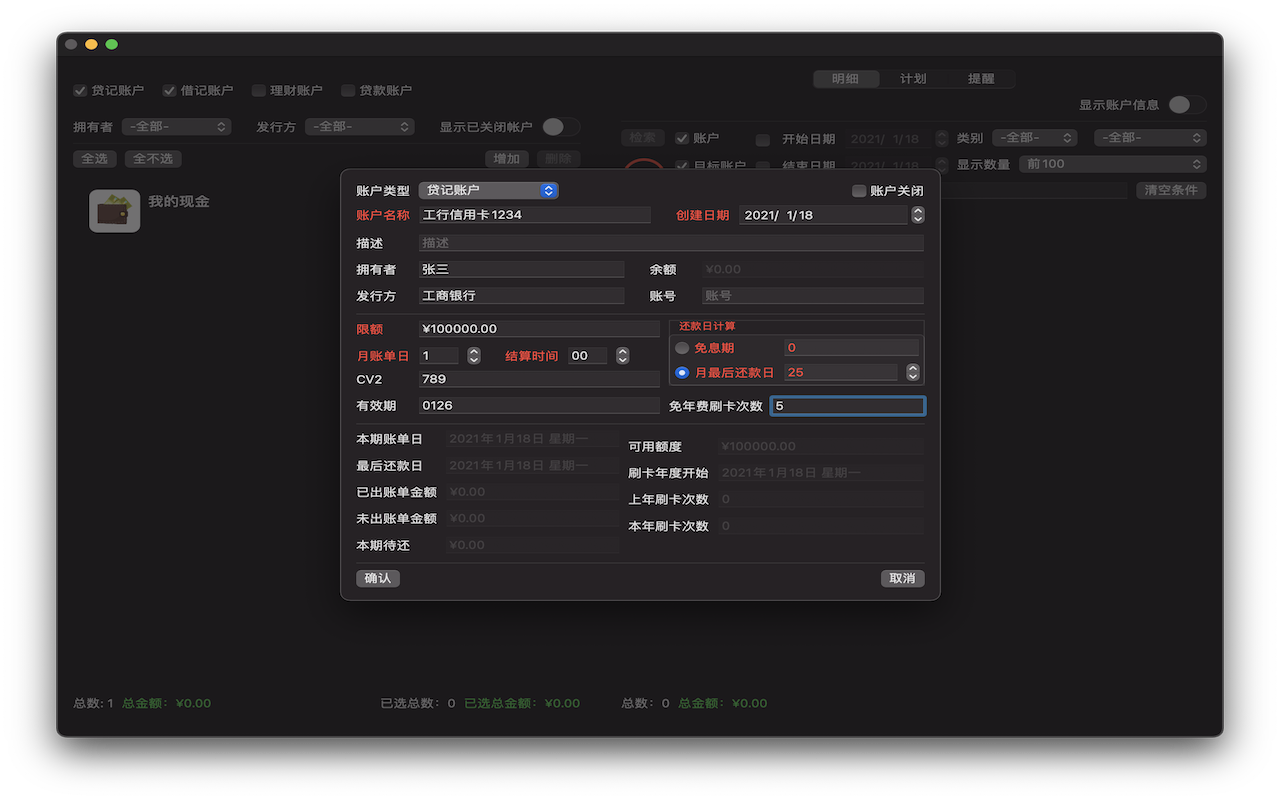 明细 计划 提醒
贷记账户 借记账户 理财账户 贷款账户
显示账户信息
拥有者 -全部- 发行方 -全部- 显示已关闭帐户
检索 账户 开始日期 2021/ 1/18 类别 -全部- -全部-
全选 全不选 增加 删除
目标账户 结束日期 2021/ 1/18 显示数量 前100
清空条件
我的现金
账户类型 贷记账户 账户关闭
账户名称 工行信用卡1234 创建日期 2021/ 1/18
描述 描述
拥有者 张三 余额 ¥0.00
发行方 工商银行 账号 账号
限额 ¥100000.00 还款日计算
免息期 0
月账单日 1 结算时间 00
月最后还款日 25
CV2 789
有效期 0126 免年费刷卡次数 5
本期账单日 2021年1月18日 星期一
可用额度 ¥100000.00
最后还款日 2021年1月18日 星期一
刷卡年度开始 2021年1月18日 星期一
已出账单金额 ¥0.00
上年刷卡次数 0
未出账单金额 ¥0.00
本年刷卡次数 0
本期待还 ¥0.00
确认 取消
总数: 1 总金额: ¥0.00 已选总数: 0 已选总金额: ¥0.00 总数: 0 总金额: ¥0.00